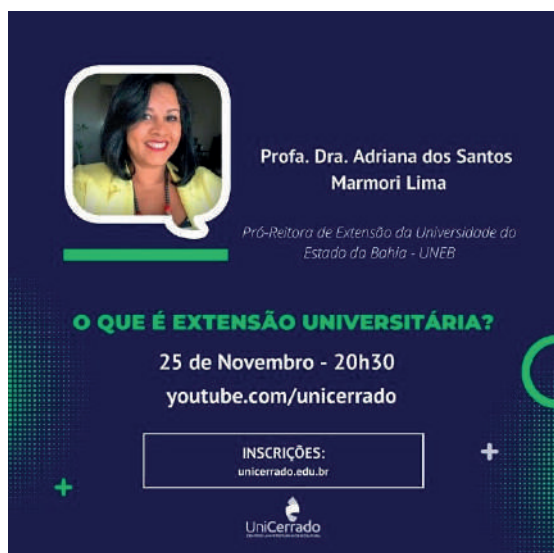 Profa. Dra. Adriana dos Santos
Marmori Lima
Pró-Reitora de Extensão da Universidade do
Estado da Bahia - UNEB
O QUE É EXTENSÃO UNIVERSITÁRIA?
25 de Novembro - 20h30
youtube.com/unicerrado
INSCRIÇÕES:
unicerrado.edu.br
UniCerrado